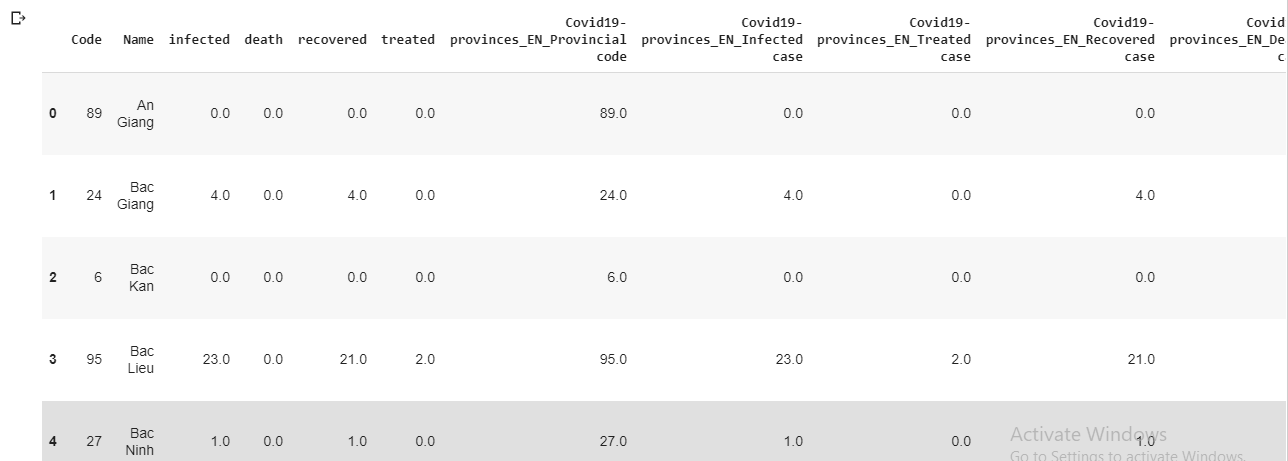 Covid19- Covid19- Covid19- Covid19- Covid
Code Name infected death recovered treated provinces_EN_Provincial provinces_EN_Infected provinces_EN_Treated provinces_EN_Recovered provinces_EN_De
code case case case c
0 89 An Giang 0.0 0.0 0.0 0.0 89.0 0.0 0.0 0.0
1 24 Bac Giang 4.0 0.0 4.0 0.0 24.0 4.0 0.0 4.0
2 6 Bac Kan 0.0 0.0 0.0 0.0 6.0 0.0 0.0 0.0
3 95 Bac Lieu 23.0 0.0 21.0 2.0 95.0 23.0 2.0 21.0
4 27 Bac Ninh 1.0 0.0 1.0 0.0 27.0 1.0 0.0 1.0
Activate Windows
Go to Settings to activate Windows.